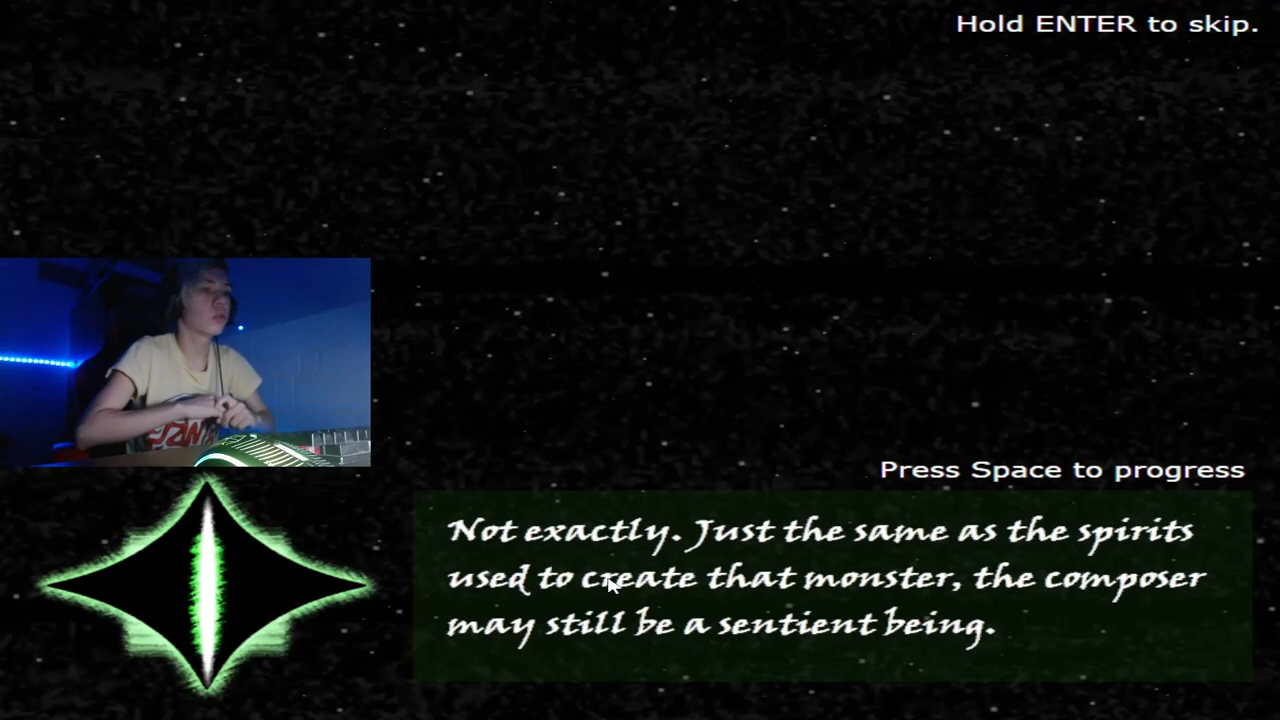 Hold ENTER to skip.
Press Space to progress
Not exactly. Just the same as the spirits
used to create that monster, the composer
may still be a sentient being.